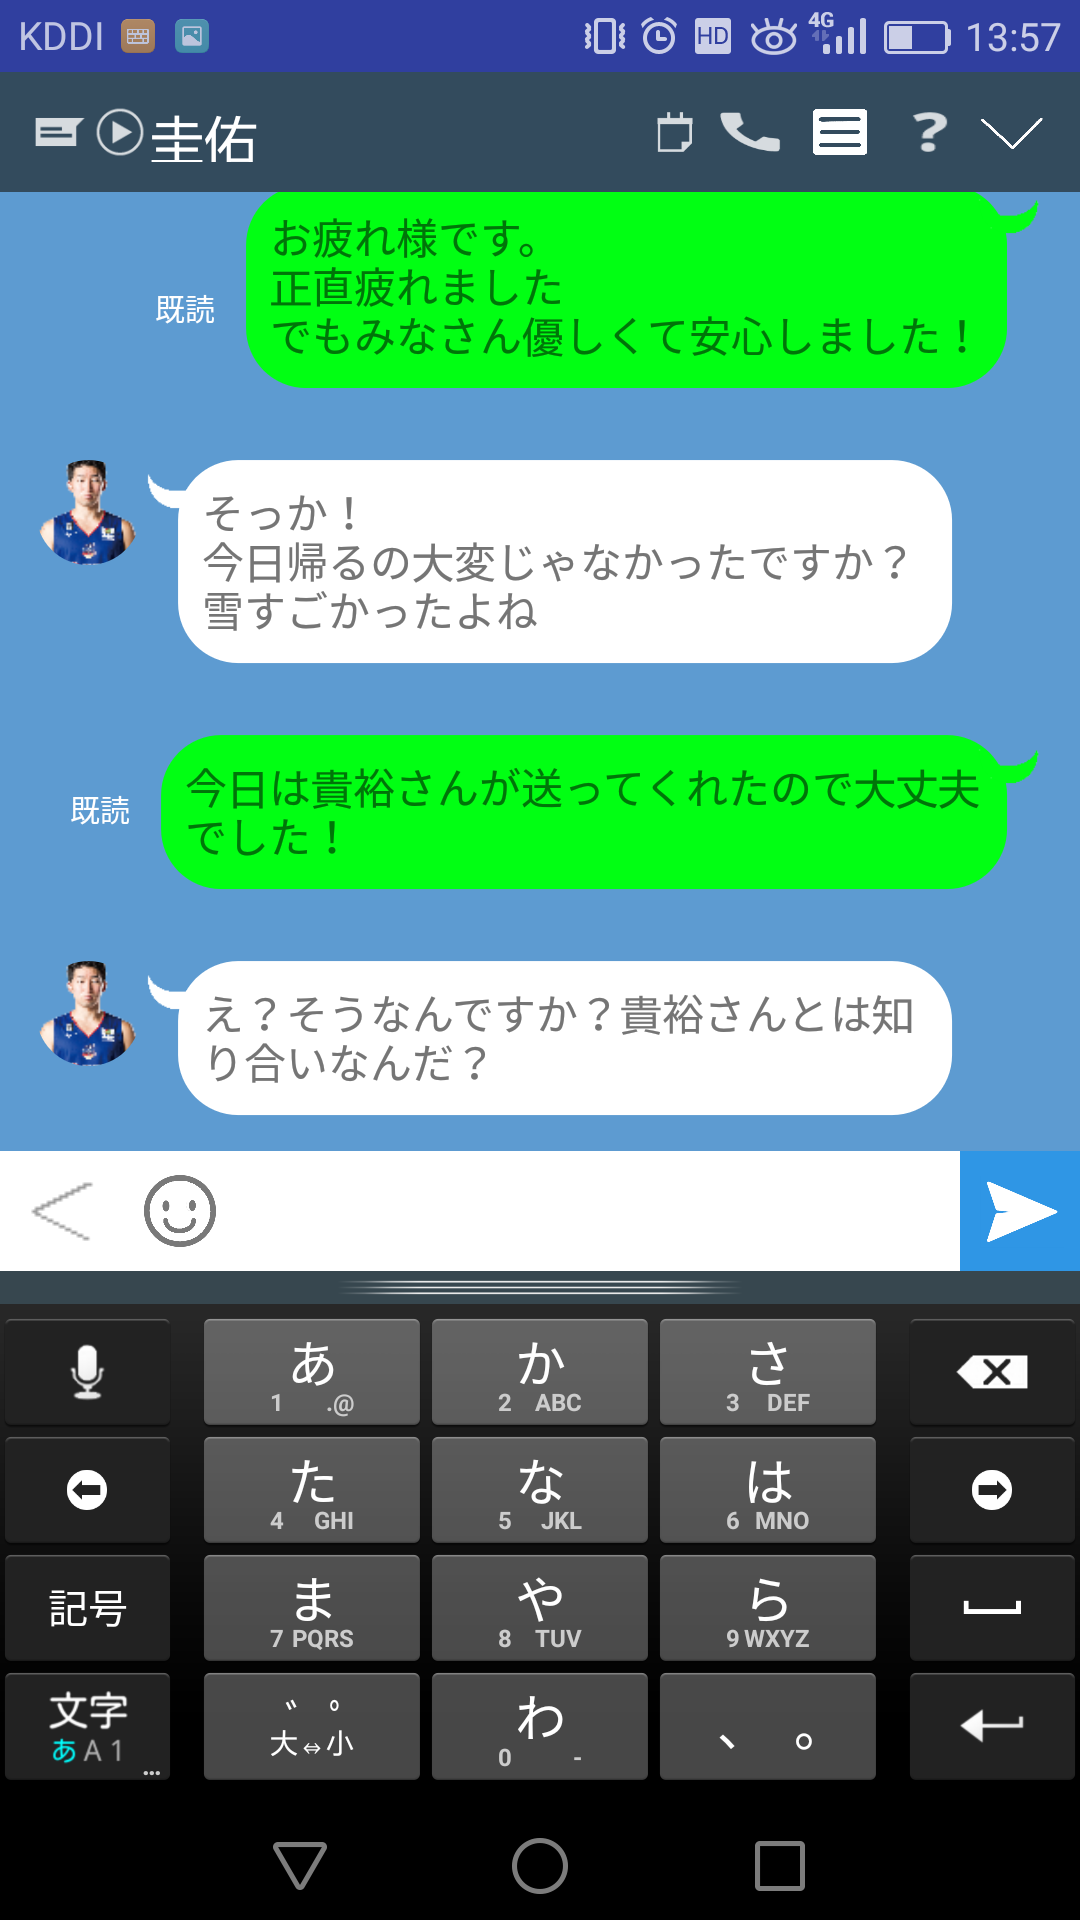 KDDI
HD
4G
13:57
圭佑
?
お疲れ様です。
正直疲れました
でもみなさん優しくて安心しました！
既読
そっか！
今日帰るの大変じゃなかったですか？
雪すごかったよね
今日は貴裕さんが送ってくれたので大丈夫
でした！
既読
え？そうなんですか？貴裕さんとは知
り合いなんだ？
あ
1 .@
か
2 ABC
さ
3 DEF
た
4 GHI
な
5 JKL
は
6 MNO
記号
ま
7 PQRS
や
8 TUV
ら
9 WXYZ
文字
あ A 1
...
゛ ゜
大⇔小
わ
0 -
、 。